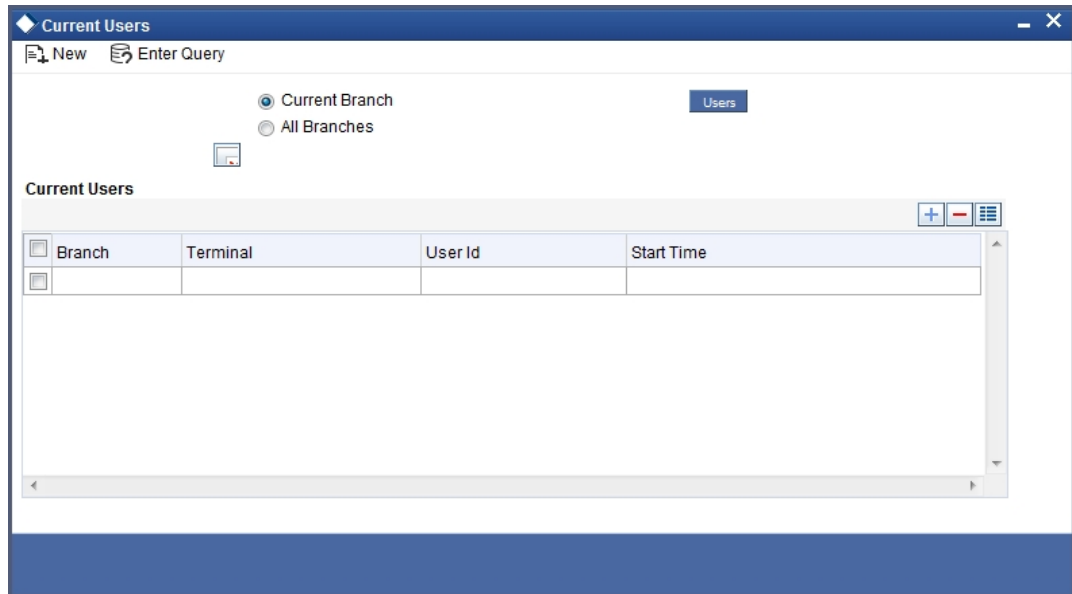 Current Users
New Enter Query
Current Branch Users
All Branches
Current Users
Branch Terminal User Id Start Time